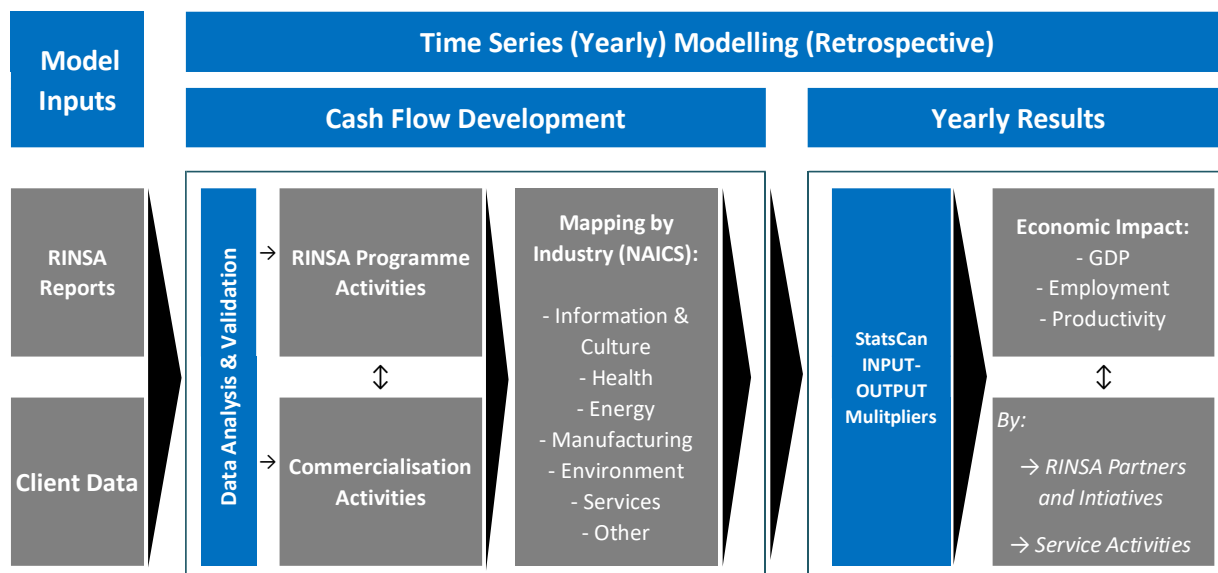 Model
Inputs
Time Series (Yearly) Modelling (Retrospective)
Cash Flow Development
Yearly Results
RINSA
Reports
Client Data
Data Analysis & Validation
→
RINSA Programme
Activities
↕
→
Commercialisation
Activities
Mapping by
Industry (NAICS):
- Information &
Culture
- Health
- Energy
- Manufacturing
- Environment
- Services
- Other
StatsCan
INPUT-
OUTPUT
Mulitpliers
Economic Impact:
- GDP
- Employment
- Productivity
↕
By:
→ RINSA Partners
and Intiatives
→ Service Activities